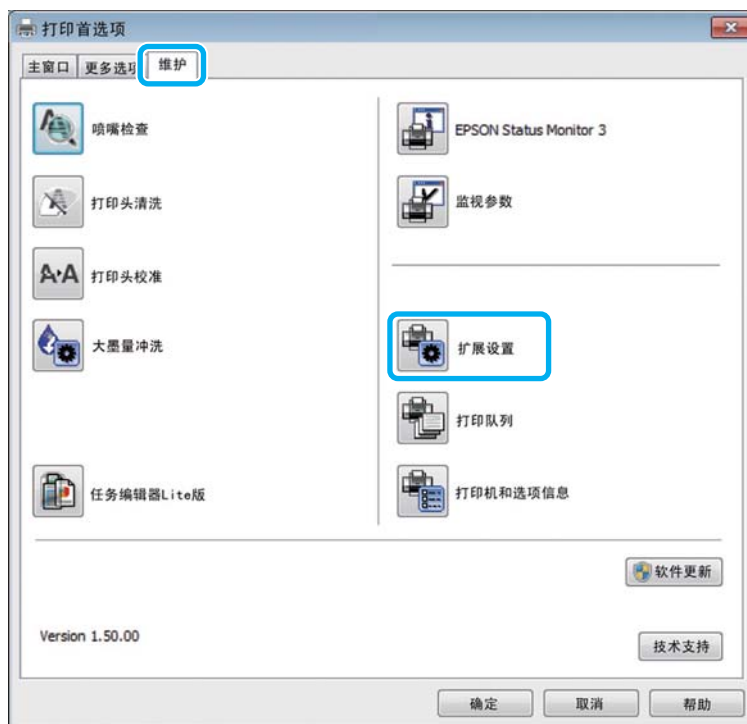 打印首选项
主窗口
更多选项
维护
喷嘴检查
打印头清洗
打印头校准
大墨量冲洗
任务编辑器Lite版
EPSON Status Monitor 3
监视参数
扩展设置
打印队列
打印机和选项信息
软件更新
Version 1.50.00
技术支持
确定
取消
帮助